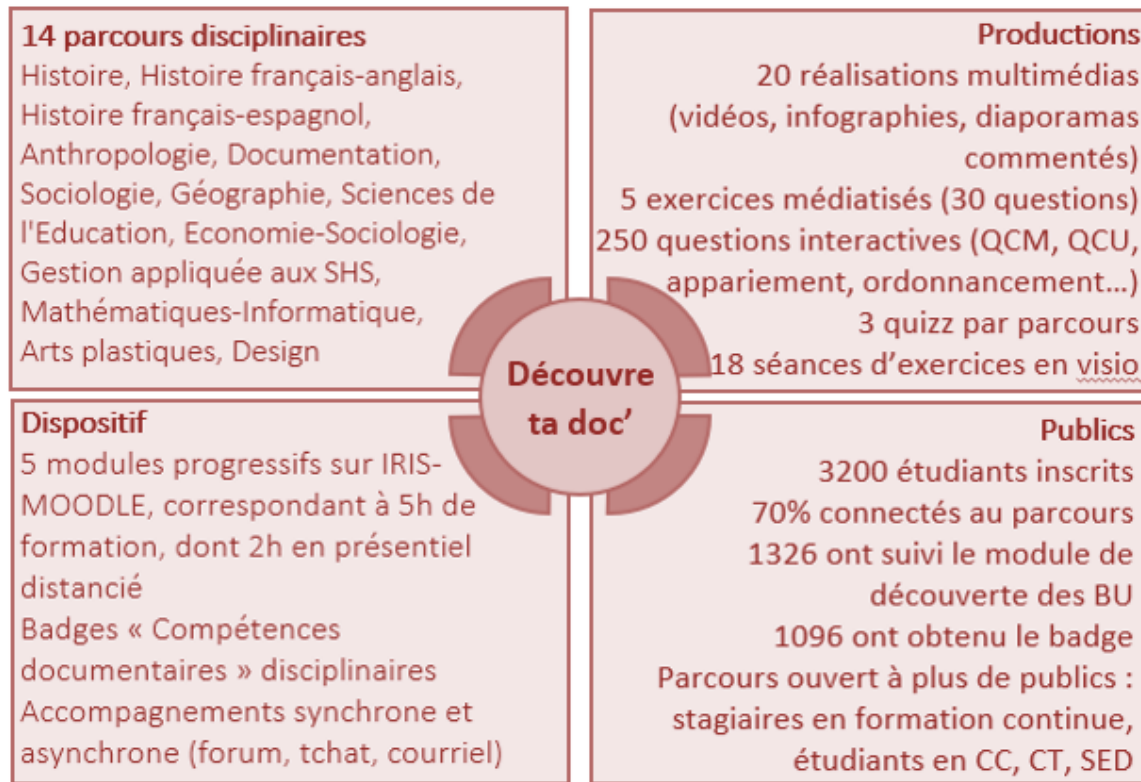 14 parcours disciplinaires
Histoire, Histoire français-anglais,
Histoire français-espagnol,
Anthropologie, Documentation,
Sociologie, Géographie, Sciences de
l'Education, Economie-Sociologie,
Gestion appliquée aux SHS,
Mathématiques-Informatique,
Arts plastiques, Design
Productions
20 réalisations multimédias
(vidéos, infographies, diaporamas
commentés)
5 exercices médiatisés (30 questions)
250 questions interactives (QCM, QCU,
appariement, ordonnancement…)
3 quizz par parcours
18 séances d’exercices en visio
Découvre
ta doc’
Dispositif
5 modules progressifs sur IRIS-
MOODLE, correspondant à 5h de
formation, dont 2h en présentiel
distancié
Badges « Compétences
documentaires » disciplinaires
Accompagnements synchrone et
asynchrone (forum, tchat, courriel)
Publics
3200 étudiants inscrits
70% connectés au parcours
1326 ont suivi le module de
découverte des BU
1096 ont obtenu le badge
Parcours ouvert à plus de publics :
stagiaires en formation continue,
étudiants en CC, CT, SED